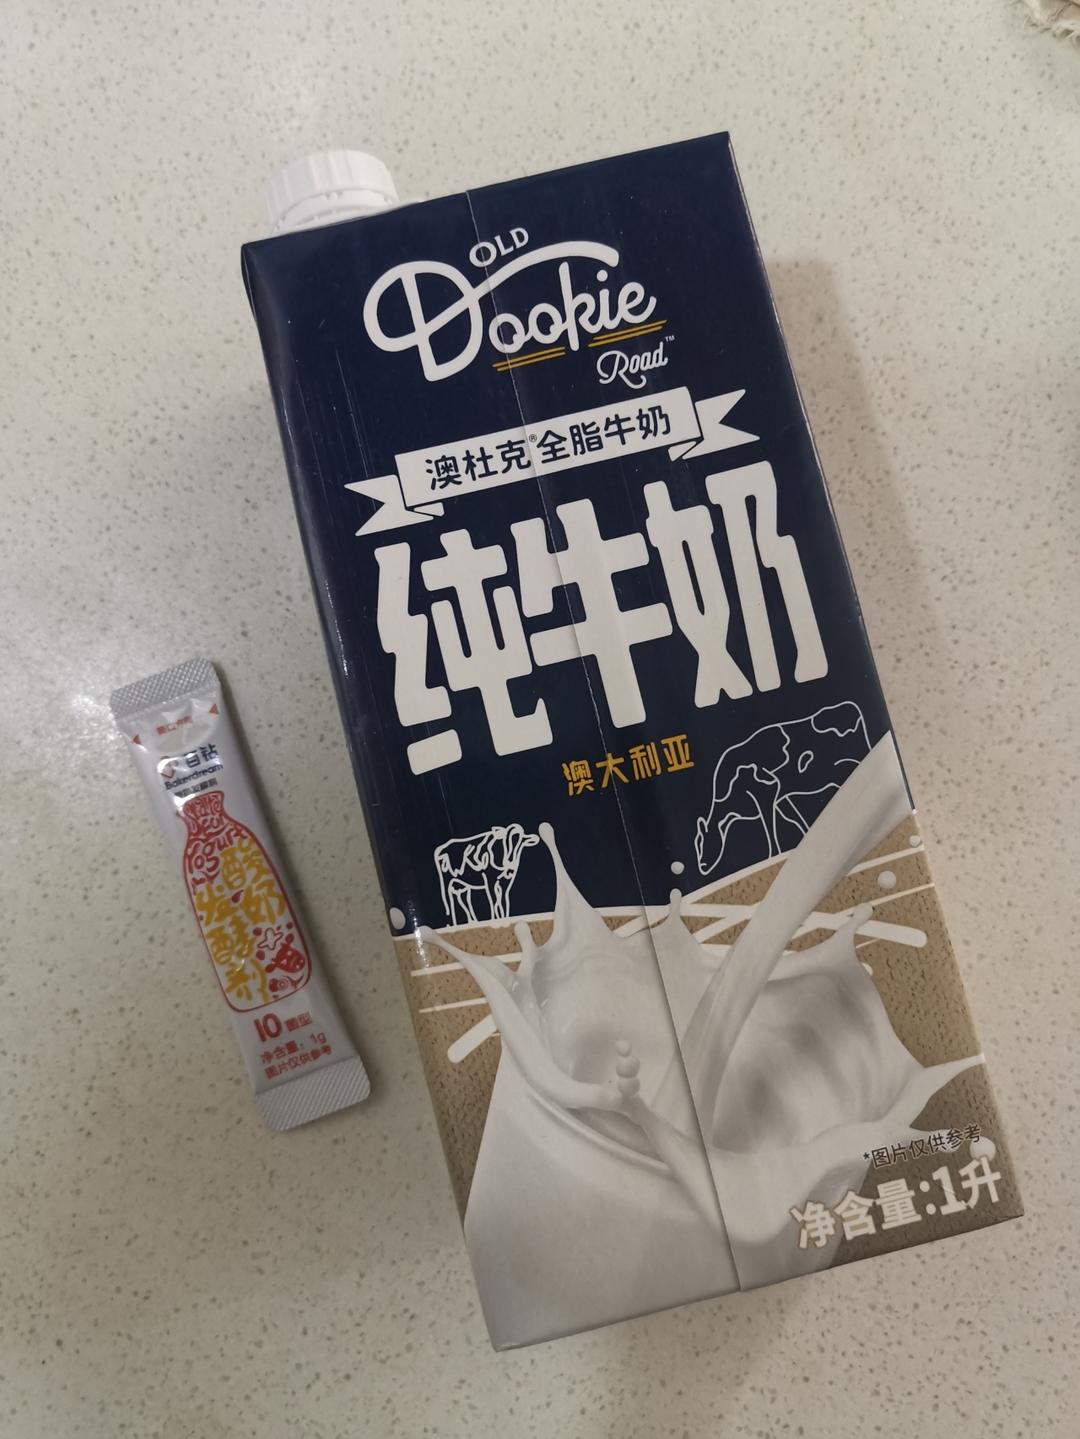 OLD
Dookie
Road™
澳杜克®全脂牛奶
纯牛奶
澳大利亚
*图片仅供参考
净含量:1升
百钻
Bakerdream
Yogurt
酸奶
发酵剂
10菌型
净含量：1g
图片仅供参考